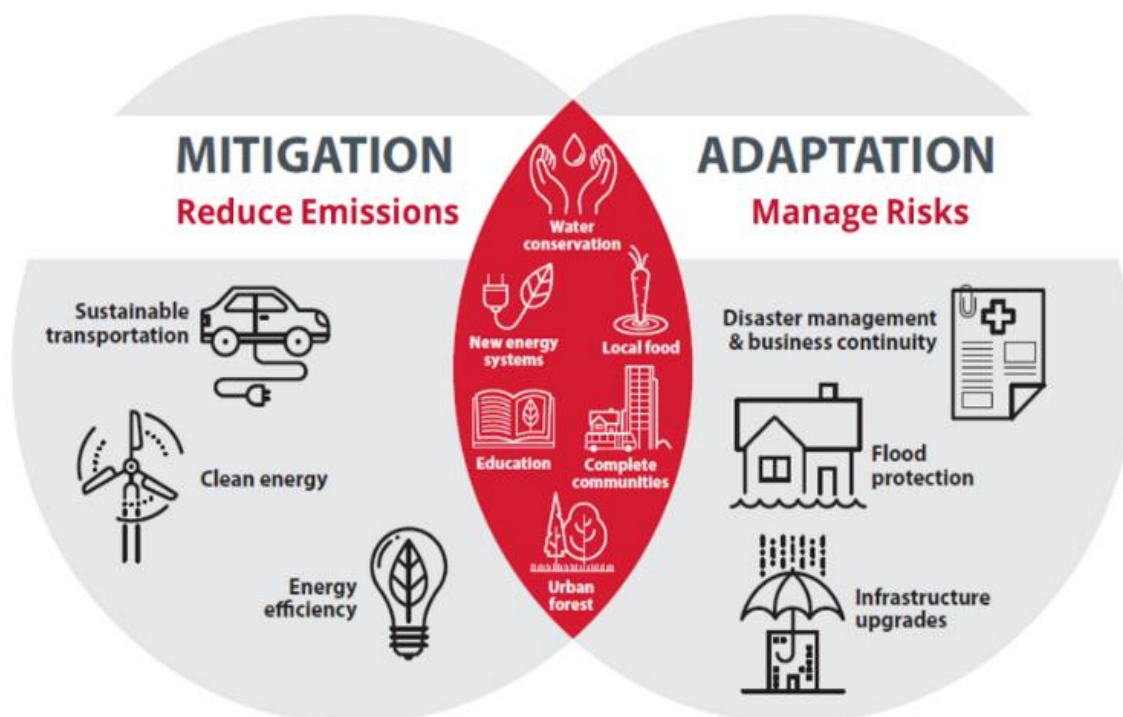 MITIGATION
Reduce Emissions
Sustainable
transportation
Clean energy
Energy
efficiency
Water
conservation
New energy
systems
Local food
Education
Complete
communities
Urban
forest
ADAPTATION
Manage Risks
Disaster management
& business continuity
Flood
protection
Infrastructure
upgrades